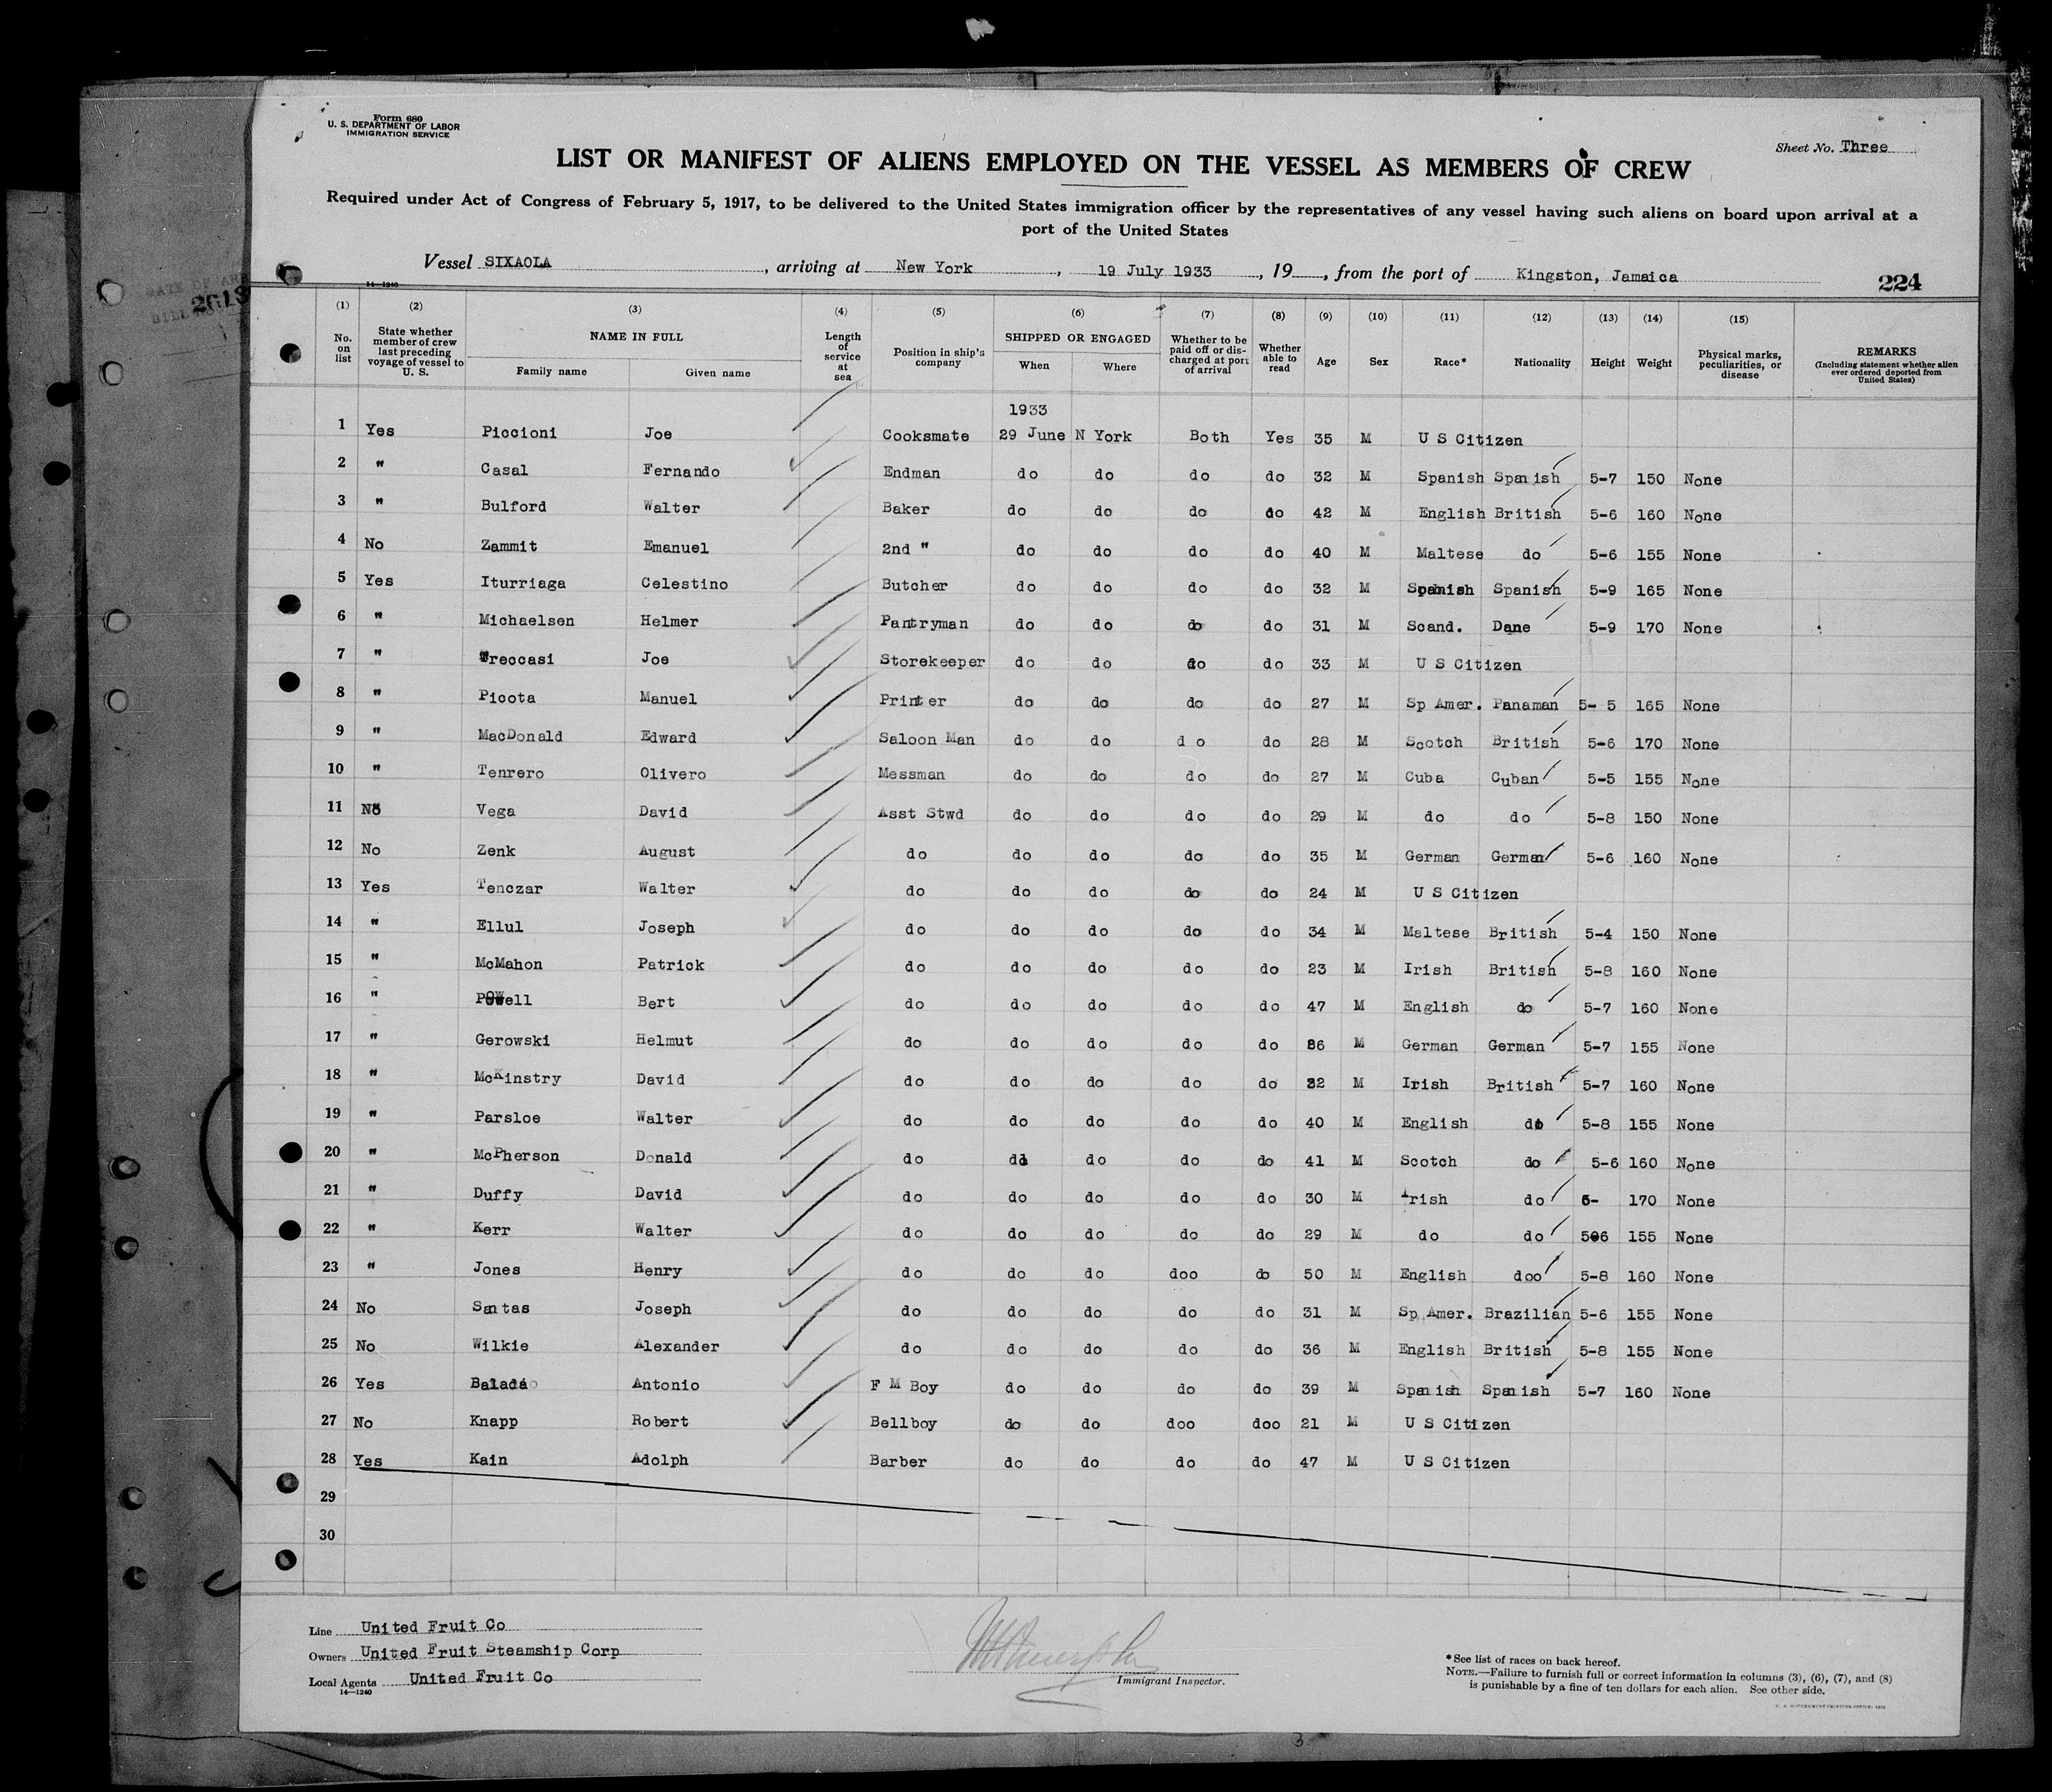 Form 680
U. S. DEPARTMENT OF LABOR
IMMIGRATION SERVICE
Sheet No. Three
LIST OR MANIFEST OF ALIENS EMPLOYED ON THE VESSEL AS MEMBERS OF CREW
Required under Act of Congress of February 5, 1917, to be delivered to the United States immigration officer by the representatives of any vessel having such aliens on board upon arrival at a
port of the United States
Vessel SIXAOLA, arriving at New York, 19 July 1933, 19, from the port of Kingston, Jamaica
224
14—1240
(1) (2) (3) (4) (5) (6) (7) (8) (9) (10) (11) (12) (13) (14) (15)
No. on list
State whether member of crew last preceding voyage of vessel to U. S.
NAME IN FULL
Family name Given name
Length of service at sea
Position in ship's company
SHIPPED OR ENGAGED
When Where
Whether to be paid off or discharged at port of arrival
Whether able to read
Age Sex Race* Nationality Height Weight
Physical marks, peculiarities, or disease
REMARKS
(Including statement whether alien ever ordered deported from United States)
1933
1 Yes Piccioni Joe Cooksmate 29 June N York Both Yes 35 M U S Citizen
2 " Casal Fernando Endman do do do do 32 M Spanish Spanish 5-7 150 None
3 " Bulford Walter Baker do do do do 42 M English British 5-6 160 None
4 No Zammit Emanuel 2nd " do do do do 40 M Maltese do 5-6 155 None
5 Yes Iturriaga Celestino Butcher do do do do 32 M Spanish Spanish 5-9 165 None
6 " Michaelsen Helmer Pantryman do do do do 31 M Scand. Dane 5-9 170 None
7 " Treccasi Joe Storekeeper do do do do 33 M U S Citizen
8 " Picota Manuel Printer do do do do 27 M Sp Amer. Panaman 5- 5 165 None
9 " MacDonald Edward Saloon Man do do d o do 28 M Scotch British 5-6 170 None
10 " Tenrero Olivero Messman do do do do 27 M Cuba Cuban 5-5 155 None
11 No Vega David Asst Stwd do do do do 29 M do do 5-8 150 None
12 No Zenk August do do do do do 35 M German German 5-6 160 None
13 Yes Tenczar Walter do do do do do 24 M U S Citizen
14 " Ellul Joseph do do do do do 34 M Maltese British 5-4 150 None
15 " McMahon Patrick do do do do do 23 M Irish British 5-8 160 None
16 " Powell Bert do do do do do 47 M English do 5-7 160 None
17 " Gerowski Helmut do do do do do M German German 5-7 155 None
18 " McKinstry David do do do do do 32 M Irish British 5-7 160 None
19 " Parsloe Walter do do do do do 40 M English do 5-8 155 None
20 " McPherson Donald do do do do do 41 M Scotch do 5-6 160 None
21 " Duffy David do do do do do 30 M Irish do 6- 170 None
22 " Kerr Walter do do do do do 29 M do do 506 155 None
23 " Jones Henry do do do doo do 50 M English doo 5-8 160 None
24 No Santas Joseph do do do do do 31 M Sp Amer. Brazilian 5-6 155 None
25 No Wilkie Alexander do do do do do 36 M English British 5-8 155 None
26 Yes Balado Antonio F M Boy do do do do 39 M Spanish Spanish 5-7 160 None
27 No Knapp Robert Bellboy do do doo doo 21 M U S Citizen
28 Yes Kain Adolph Barber do do do do 47 M U S Citizen
29
30
Line United Fruit Co
Owners United Fruit Steamship Corp
Local Agents United Fruit Co
14—1240
Immigrant Inspector.
*See list of races on back hereof.
NOTE.—Failure to furnish full or correct information in columns (3), (6), (7), and (8)
is punishable by a fine of ten dollars for each alien. See other side.
3